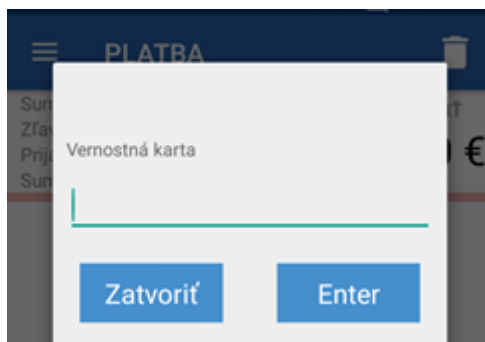 PLATBA
Vernostná karta
Zatvoriť
Enter
€